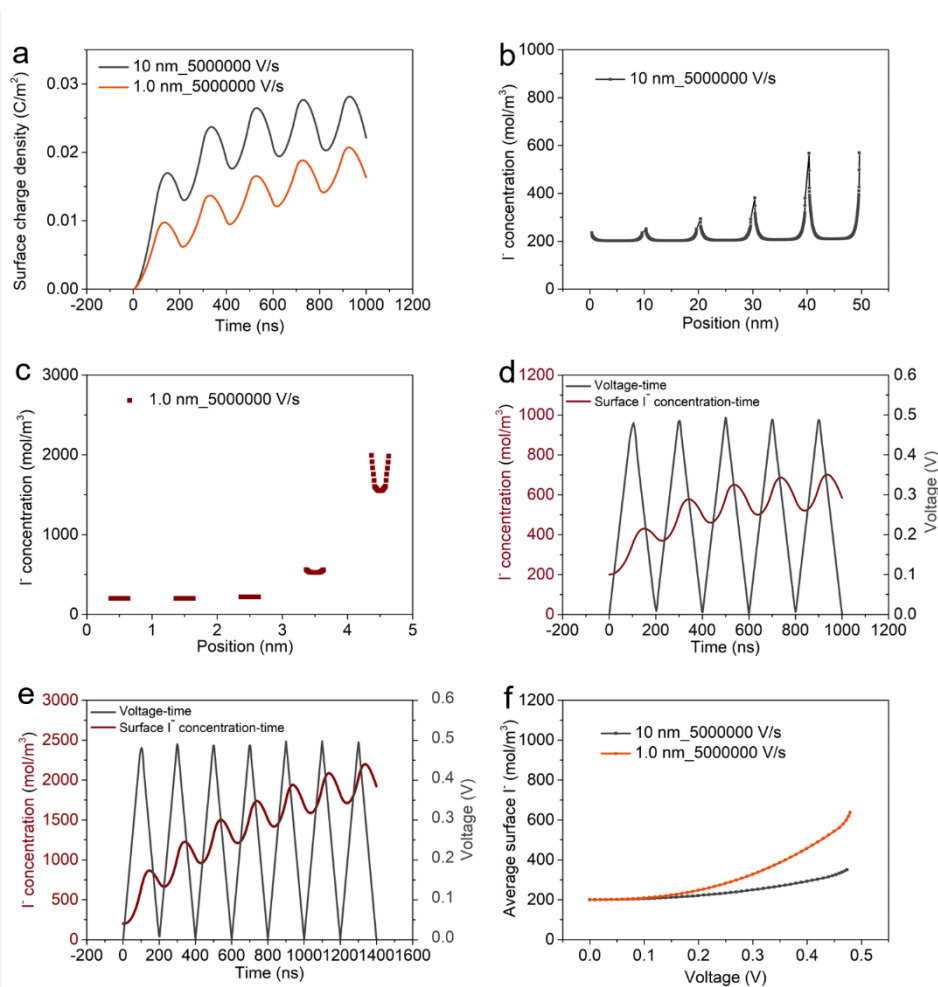 a
10 nm_5000000 V/s
1.0 nm_5000000 V/s
Surface charge density (C/m²)
0.03
0.02
0.01
0.00
-200 0 200 400 600 800 1000 1200
Time (ns)
b
10 nm_5000000 V/s
I⁻ concentration (mol/m³)
1000
800
600
400
200
0
0 10 20 30 40 50
Position (nm)
c
1.0 nm_5000000 V/s
I⁻ concentration (mol/m³)
3000
2000
1000
0
0 1 2 3 4 5
Position (nm)
d
Voltage-time
Surface I⁻ concentration-time
I⁻ concentration (mol/m³)
1200
1000
800
600
400
200
0
0.6
0.5
0.4
0.3
0.2
0.1
0.0
Voltage (V)
-200 0 200 400 600 800 1000 1200
Time (ns)
e
Voltage-time
Surface I⁻ concentration-time
I⁻ concentration (mol/m³)
3000
2500
2000
1500
1000
500
0
0.6
0.5
0.4
0.3
0.2
0.1
0.0
Voltage (V)
-200 0 200 400 600 800 1000 1200 1400 1600
Time (ns)
f
10 nm_5000000 V/s
1.0 nm_5000000 V/s
Average surface I⁻ (mol/m³)
1200
1000
800
600
400
200
0
0.0 0.1 0.2 0.3 0.4 0.5
Voltage (V)